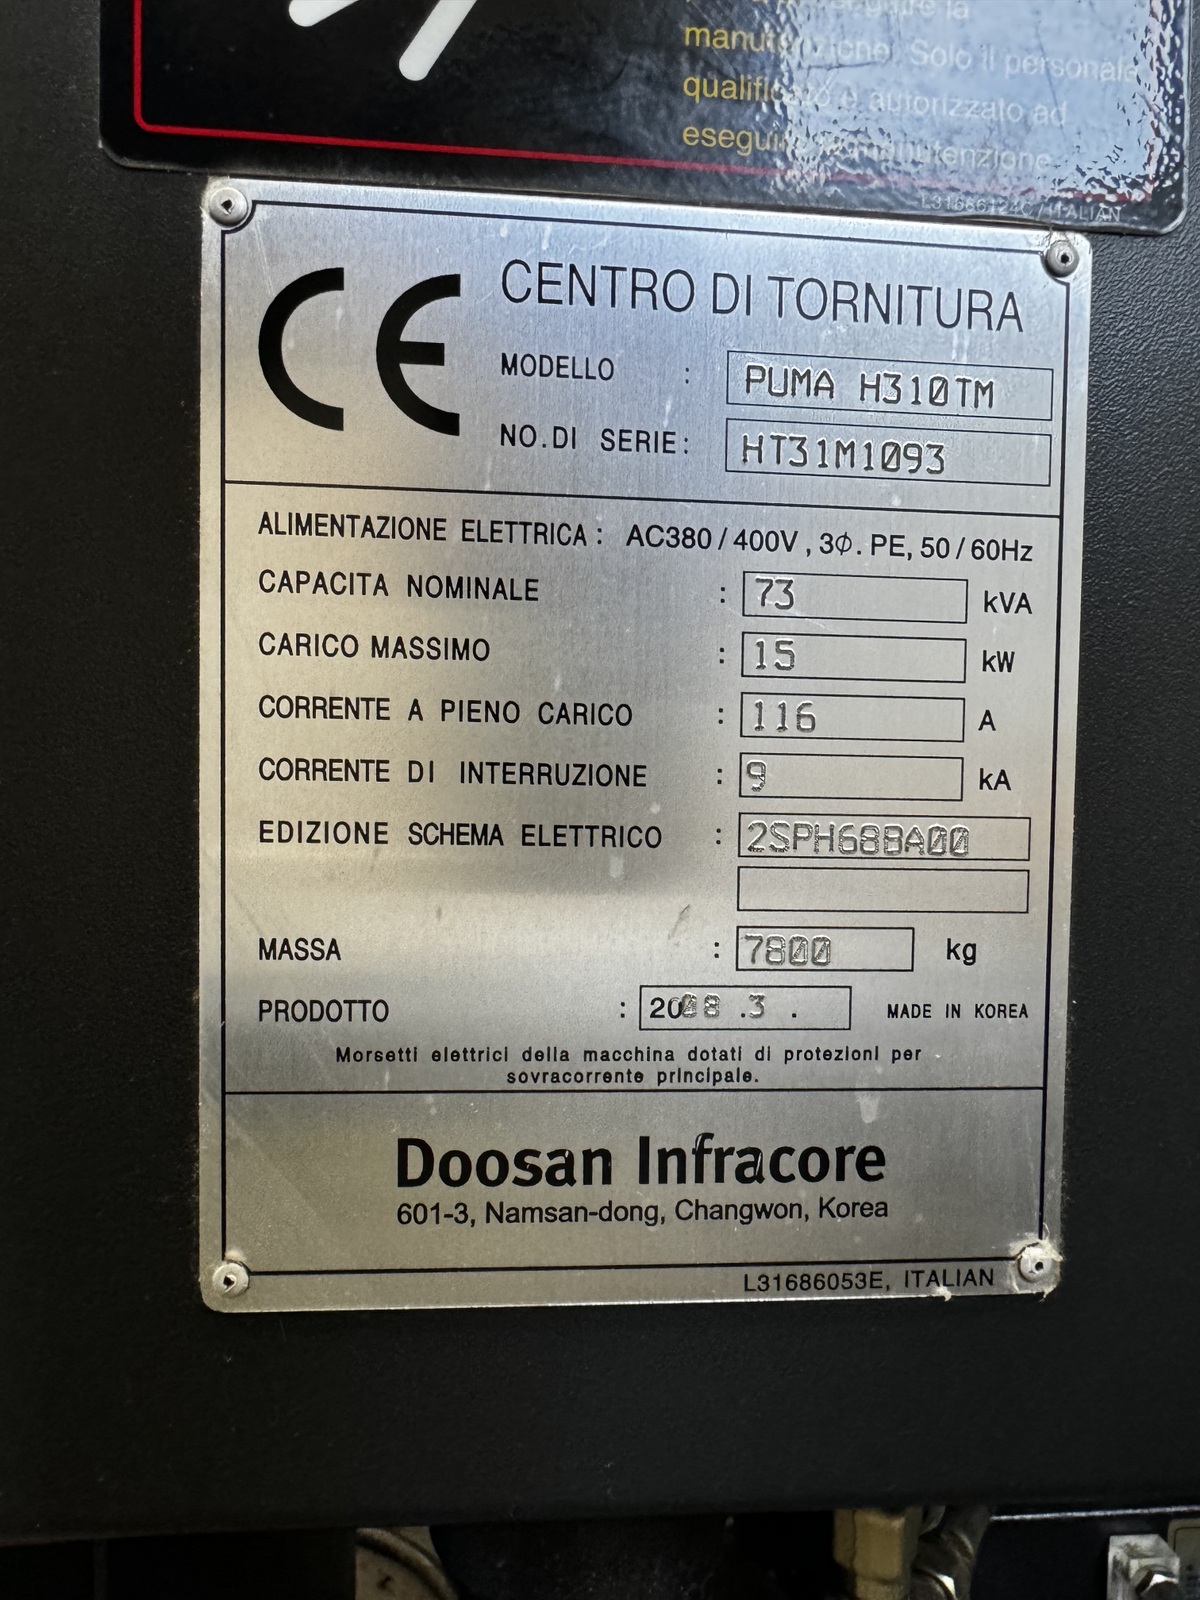 manutenzione. Solo il personale
qualificato è autorizzato ad
eseguire la manutenzione.
L31686124C / ITALIAN
CE
CENTRO DI TORNITURA
MODELLO : PUMA H310TM
NO.DI SERIE: HT31M1093
ALIMENTAZIONE ELETTRICA : AC380/400V, 3Φ. PE, 50/60Hz
CAPACITA NOMINALE : 73 kVA
CARICO MASSIMO : 15 kW
CORRENTE A PIENO CARICO : 116 A
CORRENTE DI INTERRUZIONE : 9 kA
EDIZIONE SCHEMA ELETTRICO : 2SPH68BA00
MASSA : 7800 kg
PRODOTTO : 2008 .3 . MADE IN KOREA
Morsetti elettrici della macchina dotati di protezioni per
sovracorrente principale.
Doosan Infracore
601-3, Namsan-dong, Changwon, Korea
L31686053E, ITALIAN